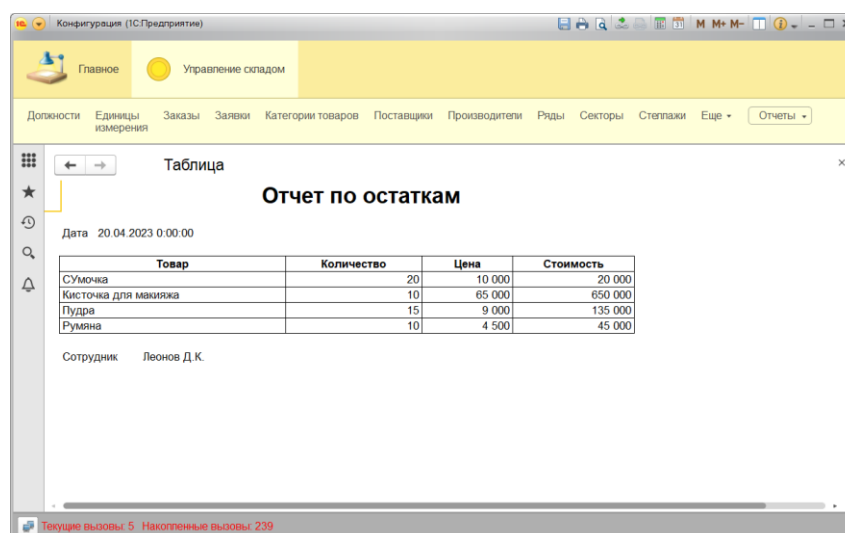 Конфигурация (1С:Предприятие)
M M+ M-
Главное Управление складом
Должности Единицы измерения Заказы Заявки Категории товаров Поставщики Производители Ряды Секторы Стеллажи Еще Отчеты
Таблица
Отчет по остаткам
Дата 20.04.2023 0:00:00
Товар Количество Цена Стоимость
СУмочка 20 10 000 20 000
Кисточка для макияжа 10 65 000 650 000
Пудра 15 9 000 135 000
Румяна 10 4 500 45 000
Сотрудник Леонов Д.К.
Текущие вызовы: 5 Накопленные вызовы: 239